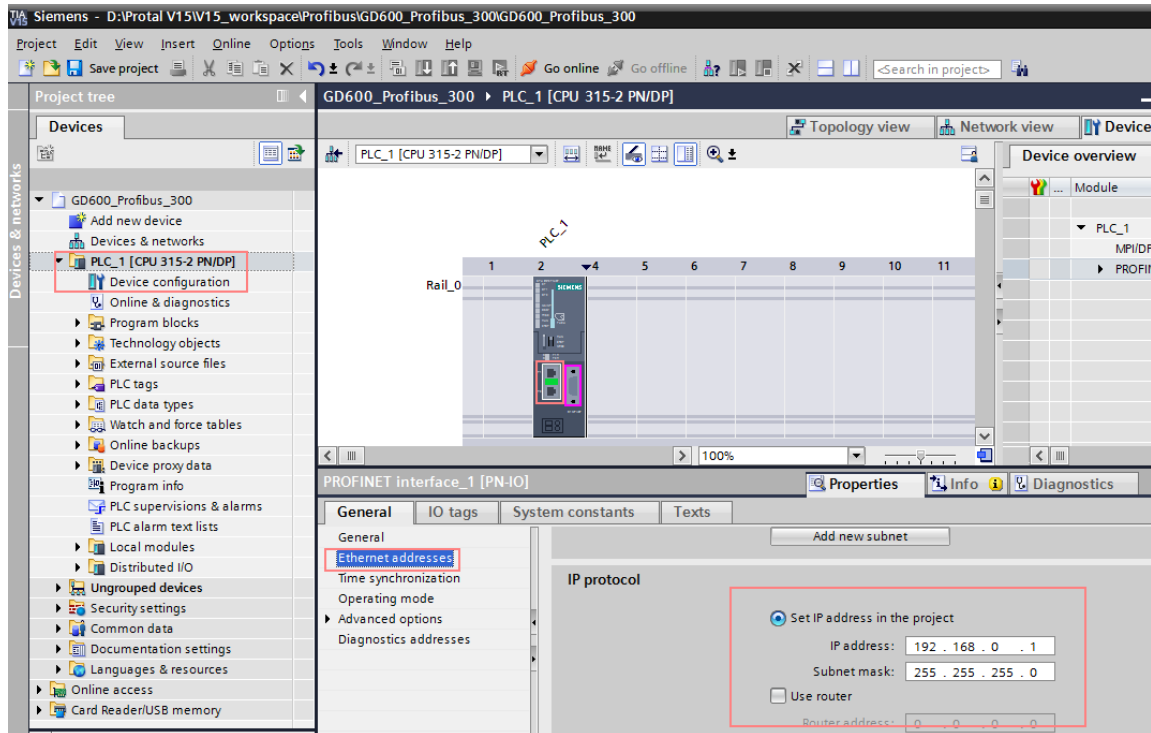 Siemens - D:\Protal V15\V15_workspace\Profibus\GD600_Profibus_300\GD600_Profibus_300
Project Edit View Insert Online Options Tools Window Help
Save project Go online Go offline <Search in project>
Project tree
GD600_Profibus_300 PLC_1 [CPU 315-2 PN/DP]
Devices
Topology view Network view Device
PLC_1 [CPU 315-2 PN/DP]
Device overview
Devices & networks
... Module
GD600_Profibus_300
Add new device
Devices & networks
PLC_1 [CPU 315-2 PN/DP]
Device configuration
Online & diagnostics
Program blocks
Technology objects
External source files
PLC tags
PLC data types
Watch and force tables
Online backups
Device proxy data
Program info
PLC supervisions & alarms
PLC alarm text lists
Local modules
Distributed I/O
Ungrouped devices
Security settings
Common data
Documentation settings
Languages & resources
Online access
Card Reader/USB memory
PLC_1
1 2 4 5 6 7 8 9 10 11
Rail_0
SIEMENS
PLC_1
MPI/DP
PROFIN
100%
PROFINET interface_1 [PN-IO]
Properties Info Diagnostics
General IO tags System constants Texts
General
Ethernet addresses
Time synchronization
Operating mode
Advanced options
Diagnostics addresses
Add new subnet
IP protocol
Set IP address in the project
IP address: 192 . 168 . 0 . 1
Subnet mask: 255 . 255 . 255 . 0
Use router
Router address: 0 . 0 . 0 . 0